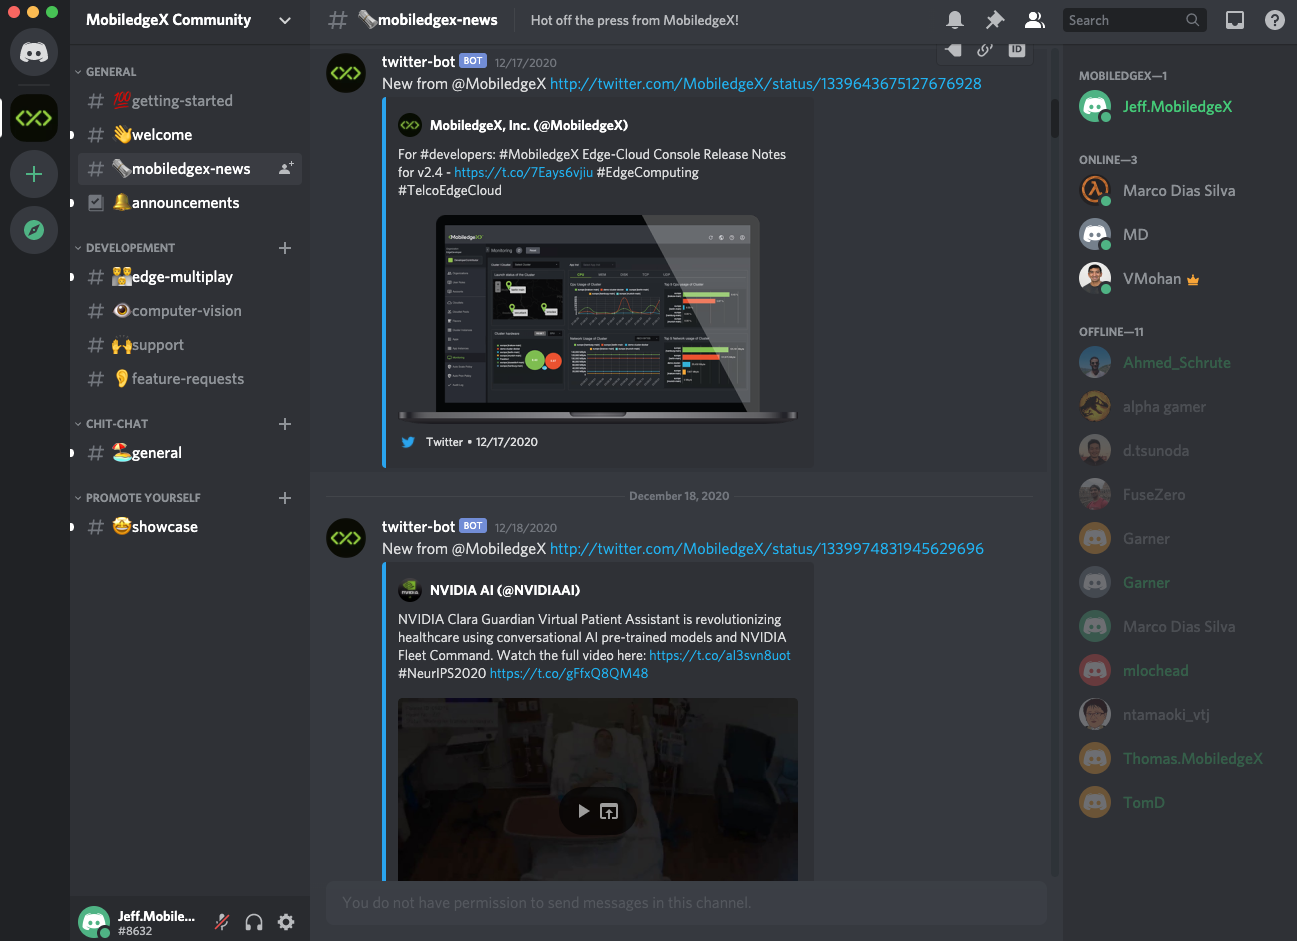 MobiledgeX Community
GENERAL
💯getting-started
👋welcome
🗞mobiledgex-news
🔔announcements
DEVELOPEMENT
edge-multiplay
👁computer-vision
🙌support
👂feature-requests
CHIT-CHAT
🏖general
PROMOTE YOURSELF
🤩showcase
Jeff.Mobile...
#8632
# 🗞mobiledgex-news
Hot off the press from MobiledgeX!
Search
ID
twitter-bot BOT 12/17/2020
New from @MobiledgeX http://twitter.com/MobiledgeX/status/1339643675127676928
MobiledgeX, Inc. (@MobiledgeX)
For #developers: #MobiledgeX Edge-Cloud Console Release Notes
for v2.4 - https://t.co/7Eays6vjiu #EdgeComputing
#TelcoEdgeCloud
MobiledgeX
Monitoring
Twitter • 12/17/2020
December 18, 2020
twitter-bot BOT 12/18/2020
New from @MobiledgeX http://twitter.com/MobiledgeX/status/1339974831945629696
NVIDIA AI (@NVIDIAAI)
NVIDIA Clara Guardian Virtual Patient Assistant is revolutionizing
healthcare using conversational AI pre-trained models and NVIDIA
Fleet Command. Watch the full video here: https://t.co/aI3svn8uot
#NeurIPS2020 https://t.co/gFfxQ8QM48
You do not have permission to send messages in this channel.
MOBILEDGEX—1
Jeff.MobiledgeX
ONLINE—3
Marco Dias Silva
MD
VMohan
OFFLINE—11
Ahmed_Schrute
alpha gamer
d.tsunoda
FuseZero
Garner
Garner
Marco Dias Silva
mlochead
ntamaoki_vtj
Thomas.MobiledgeX
TomD